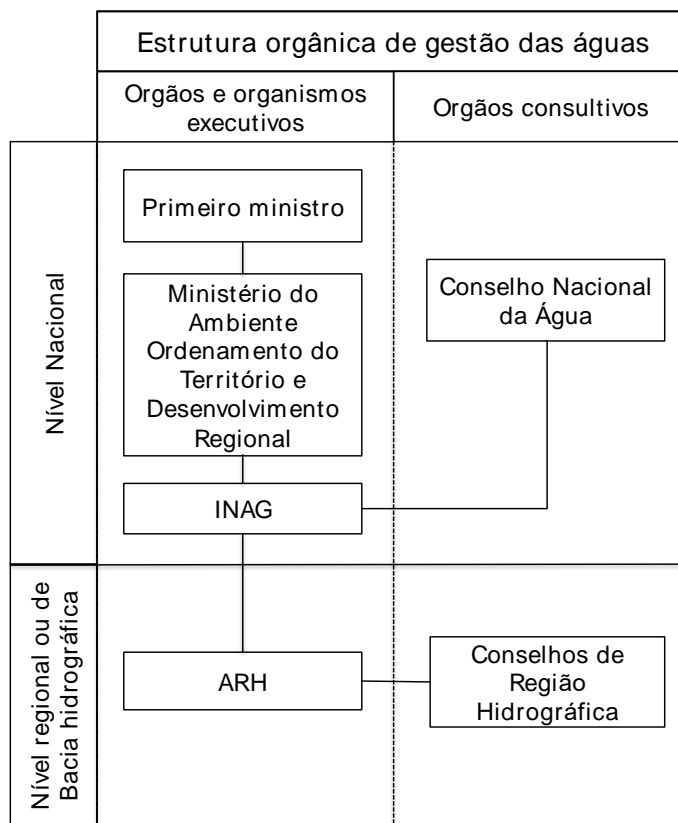 Estrutura orgânica de gestão das águas
Orgãos e organismos
executivos
Orgãos consultivos
Nível Nacional
Primeiro ministro
Ministério do
Ambiente
Ordenamento do
Território e
Desenvolvimento
Regional
INAG
Conselho Nacional
da Água
Nível regional ou de
Bacia hidrográfica
ARH
Conselhos de
Região
Hidrográfica